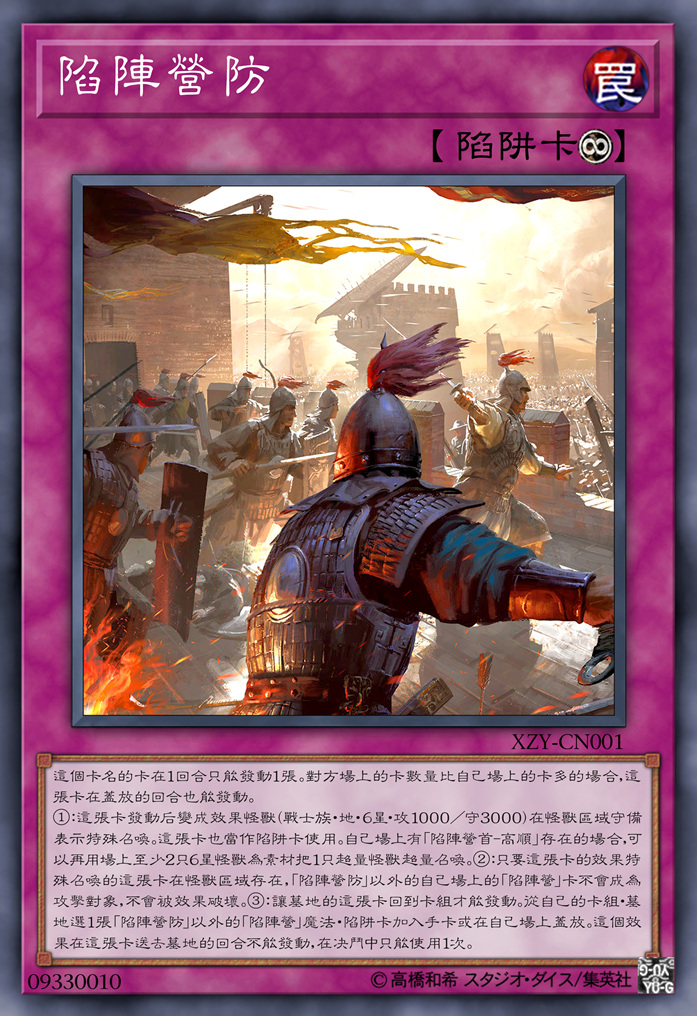 陷陣營防
罠
【陷阱卡♾】
XZY-CN001
這個卡名的卡在1回合只能發動1張。對方場上的卡數量比自己場上的卡多的場合,這
張卡在蓋放的回合也能發動。
①:這張卡發動后變成效果怪獸(戰士族·地·6星·攻1000/守3000)在怪獸區域守備
表示特殊召喚。這張卡也當作陷阱卡使用。自己場上有「陷陣營首-高順」存在的場合,可
以再用場上至少2只6星怪獸為素材把1只超量怪獸超量召喚。②:只要這張卡的效果特
殊召喚的這張卡在怪獸區域存在,「陷陣營防」以外的自己場上的「陷陣營」卡不會成為
攻擊對象,不會被效果破壞。③:讓墓地的這張卡回到卡組才能發動。從自己的卡組·墓
地選1張「陷陣營防」以外的「陷陣營」魔法·陷阱卡加入手卡或在自己場上蓋放。這個效
果在這張卡送去墓地的回合不能發動,在決鬥中只能使用1次。
09330010
©高橋和希 スタジオ·ダイス/集英社